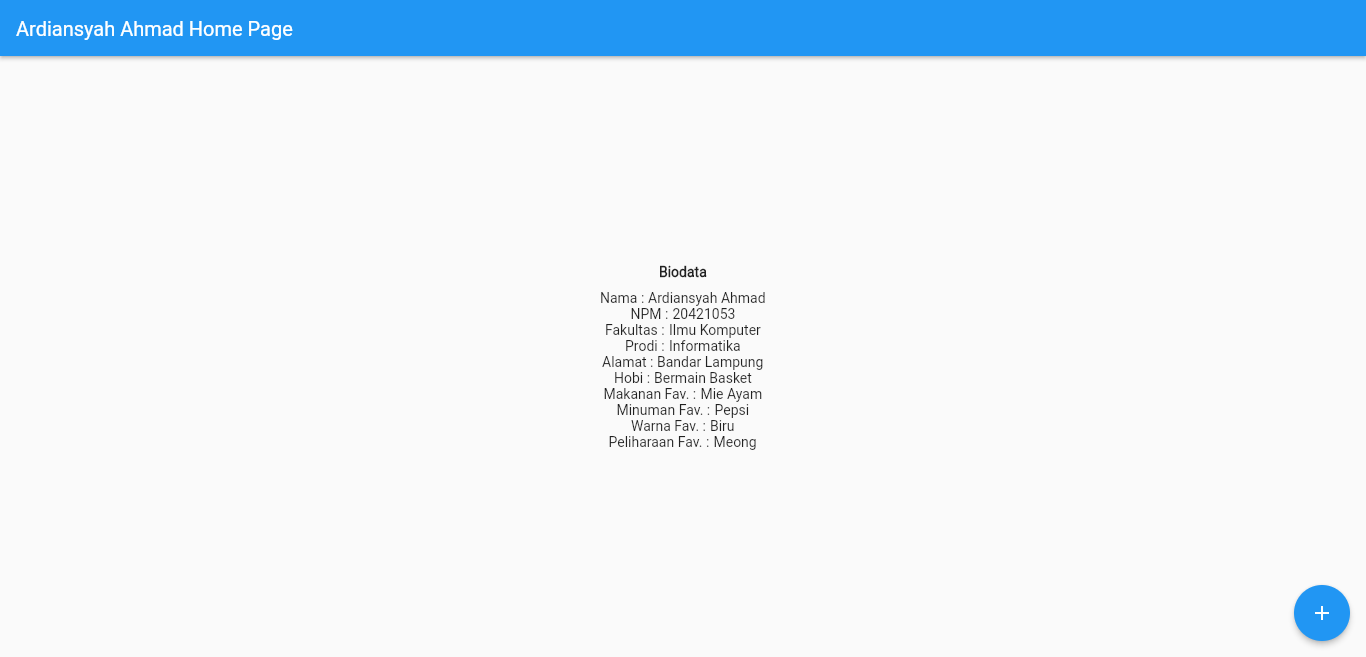 Ardiansyah Ahmad Home Page
Biodata
Nama : Ardiansyah Ahmad
NPM : 20421053
Fakultas : Ilmu Komputer
Prodi : Informatika
Alamat : Bandar Lampung
Hobi : Bermain Basket
Makanan Fav. : Mie Ayam
Minuman Fav. : Pepsi
Warna Fav. : Biru
Peliharaan Fav. : Meong